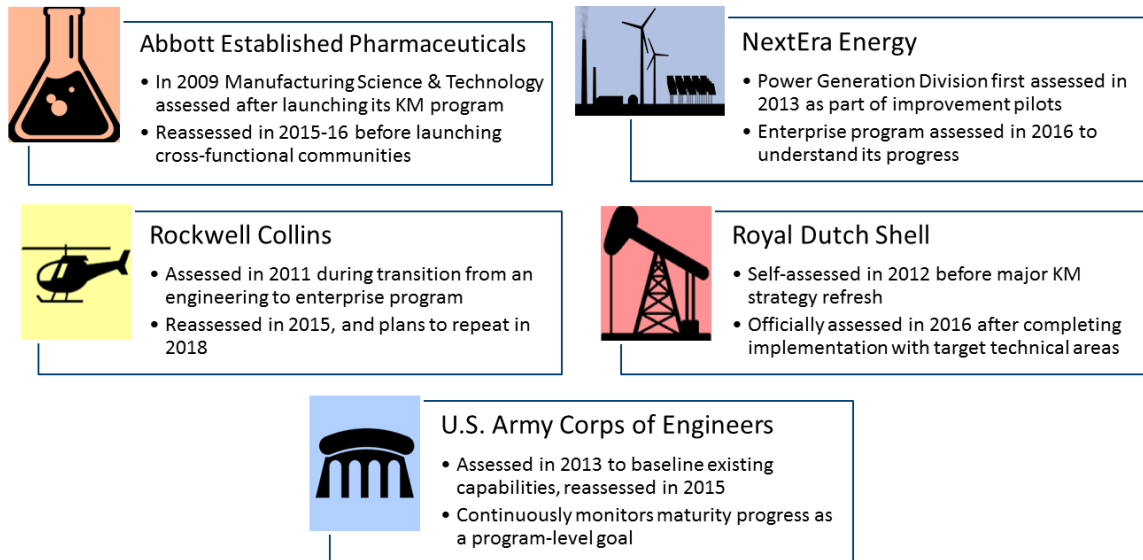 Abbott Established Pharmaceuticals
• In 2009 Manufacturing Science & Technology
assessed after launching its KM program
• Reassessed in 2015-16 before launching
cross-functional communities
NextEra Energy
• Power Generation Division first assessed in
2013 as part of improvement pilots
• Enterprise program assessed in 2016 to
understand its progress
Rockwell Collins
• Assessed in 2011 during transition from an
engineering to enterprise program
• Reassessed in 2015, and plans to repeat in
2018
Royal Dutch Shell
• Self-assessed in 2012 before major KM
strategy refresh
• Officially assessed in 2016 after completing
implementation with target technical areas
U.S. Army Corps of Engineers
• Assessed in 2013 to baseline existing
capabilities, reassessed in 2015
• Continuously monitors maturity progress as
a program-level goal